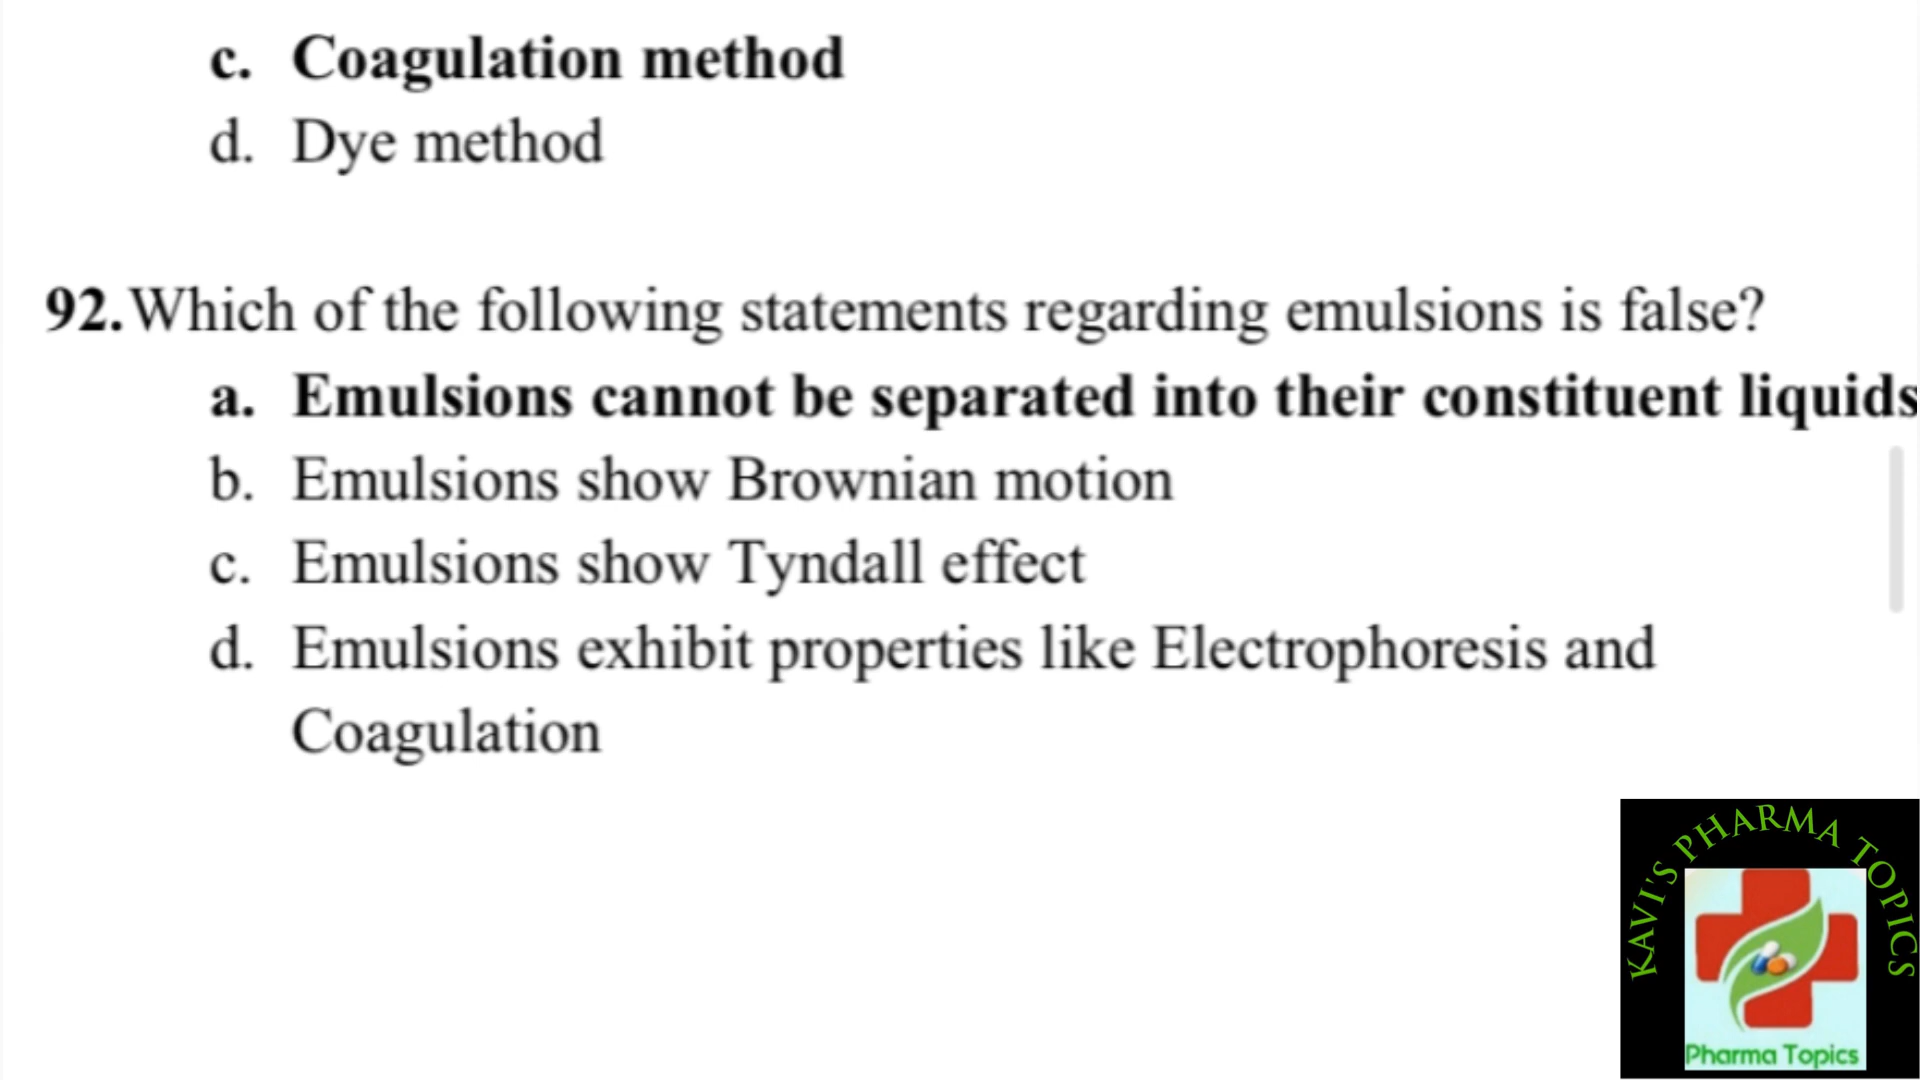 c. Coagulation method
d. Dye method
92. Which of the following statements regarding emulsions is false?
a. Emulsions cannot be separated into their constituent liquids
b. Emulsions show Brownian motion
c. Emulsions show Tyndall effect
d. Emulsions exhibit properties like Electrophoresis and
Coagulation
KAVI'S PHARMA TOPICS
Pharma Topics